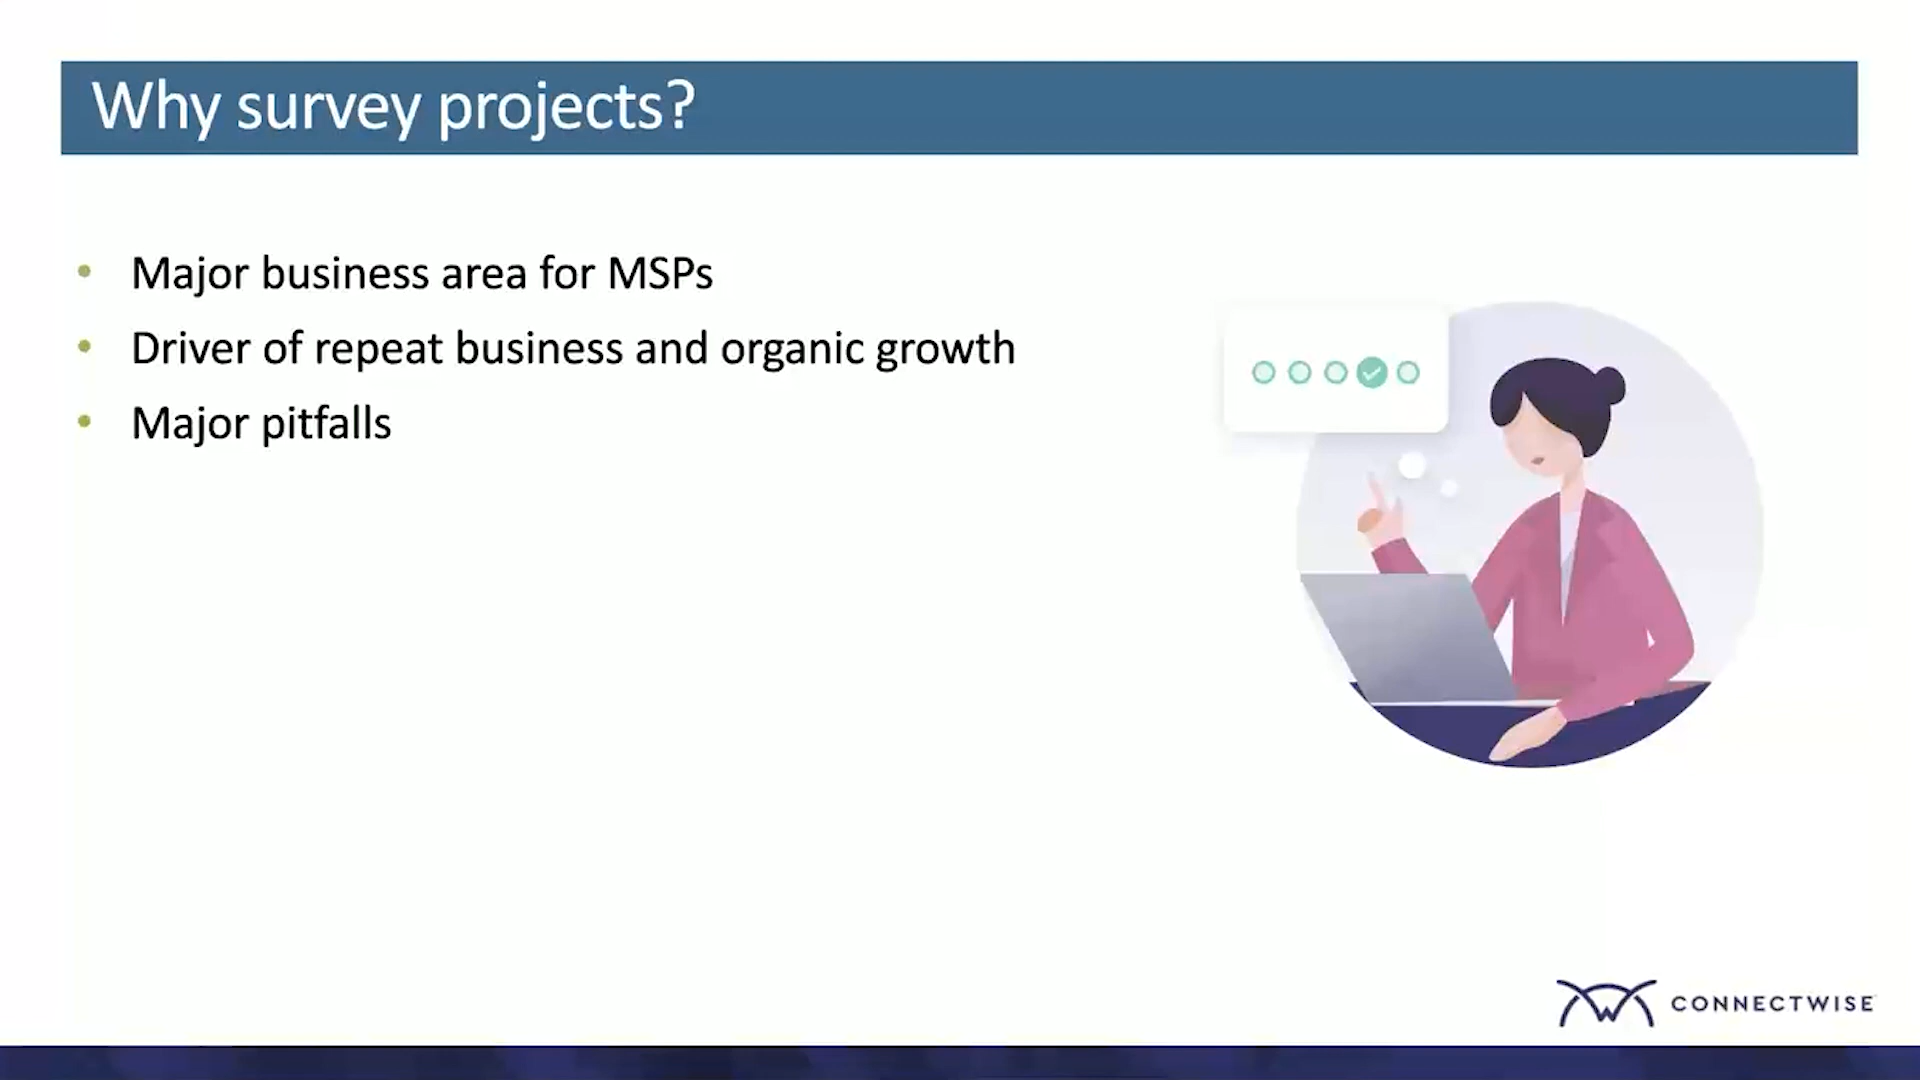 Why survey projects?
• Major business area for MSPs
• Driver of repeat business and organic growth
• Major pitfalls
CONNECTWISE